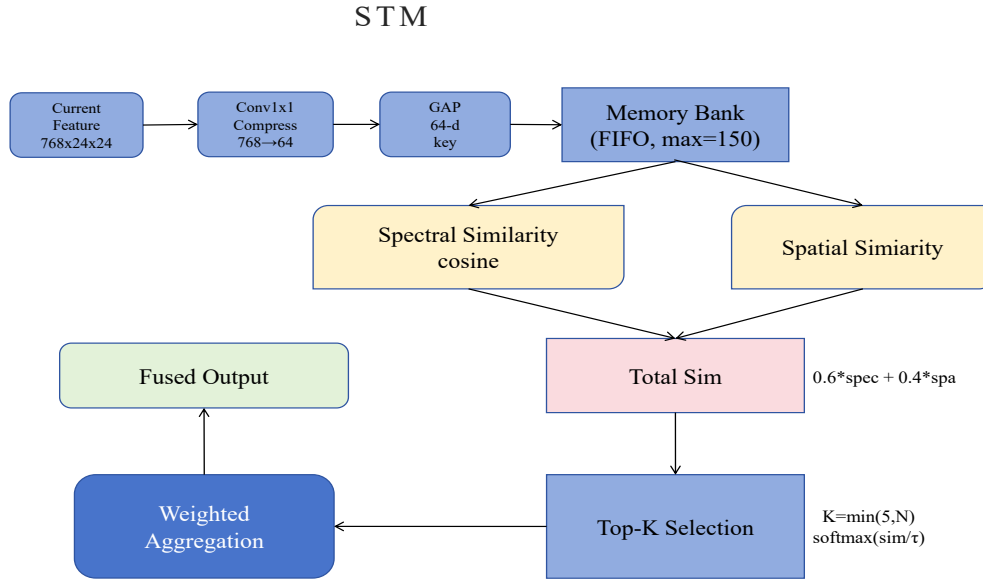 STM
Current
Feature
768x24x24
Conv1x1
Compress
768→64
GAP
64-d
key
Memory Bank
(FIFO, max=150)
Spectral Similarity
cosine
Spatial Simiarity
Fused Output
Total Sim
0.6*spec + 0.4*spa
Weighted
Aggregation
Top-K Selection
K=min(5,N)
softmax(sim/τ)